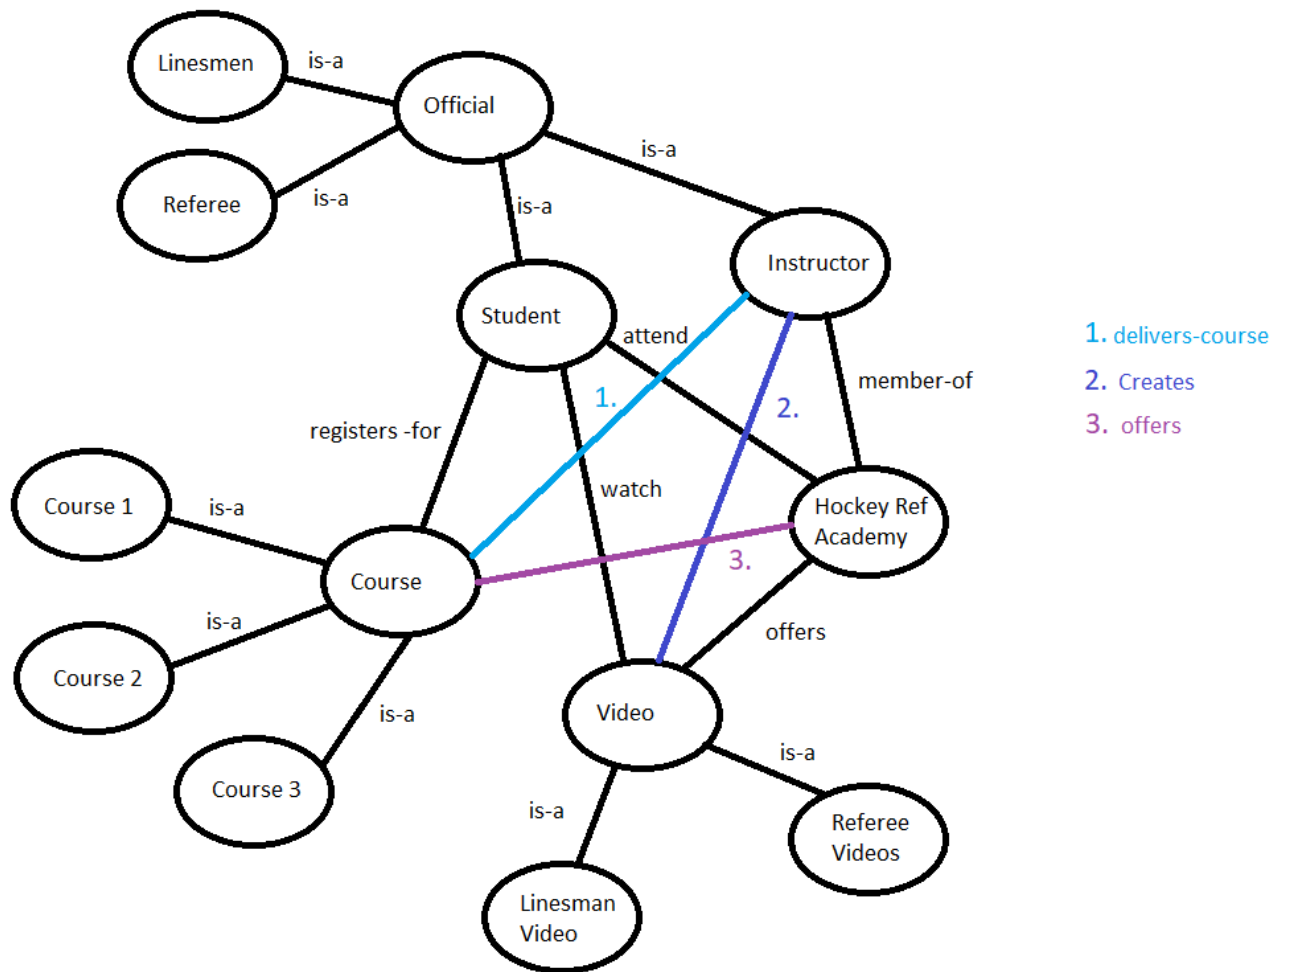 Linesmen
is-a
Official
is-a
Referee
is-a
is-a
Instructor
Student
attend
1. delivers-course
member-of
2. Creates
1.
2.
3. offers
registers -for
watch
Course 1
is-a
Hockey Ref
Academy
3.
Course
is-a
offers
Course 2
is-a
Video
is-a
Course 3
is-a
Referee
Videos
Linesman
Video